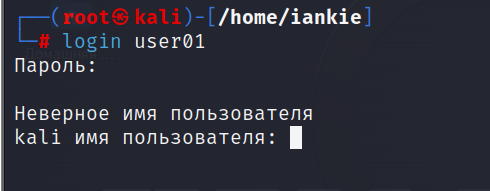 (root㉿kali)-[/home/iankie]
# login user01
Пароль:
Неверное имя пользователя
kali имя пользователя: